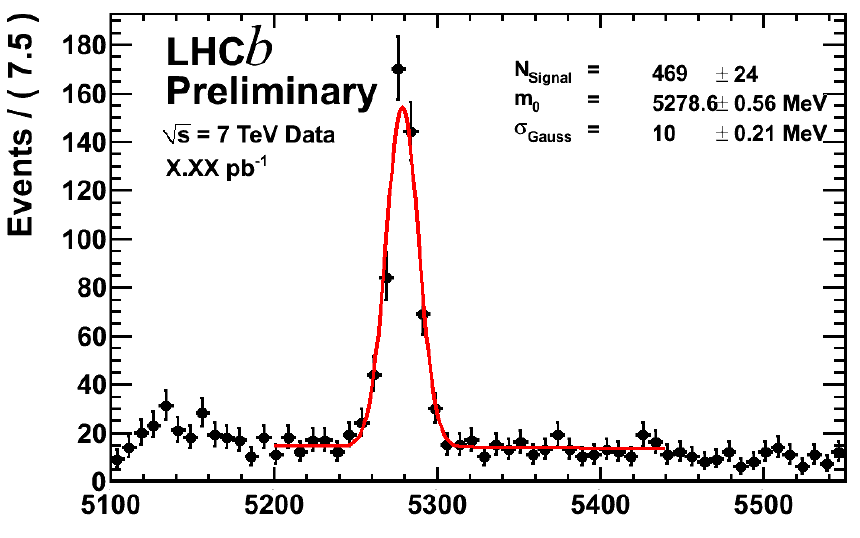 Events / ( 7.5 )
180
160
140
120
100
80
60
40
20
0
LHCb
Preliminary
√s = 7 TeV Data
X.XX pb⁻¹
N_Signal = 469 ± 24
m_0 = 5278.6± 0.56 MeV
σ_Gauss = 10 ± 0.21 MeV
5100 5200 5300 5400 5500